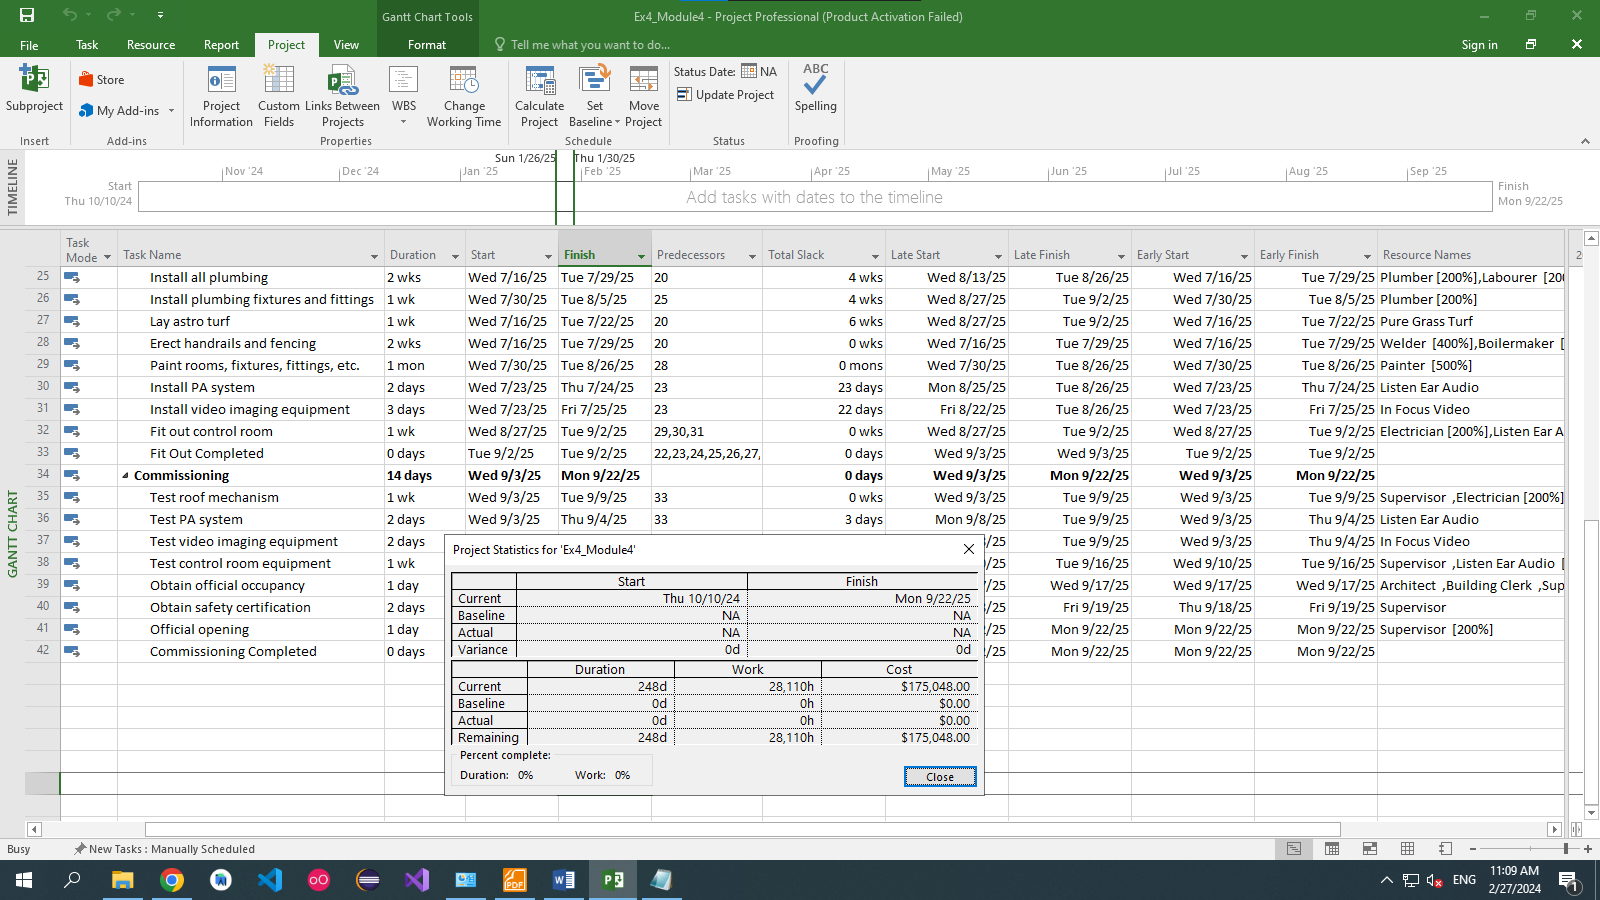 Gantt Chart Tools
Ex4_Module4 - Project Professional (Product Activation Failed)
File Task Resource Report Project View Format Tell me what you want to do... Sign in
Subproject
Store
My Add-ins
Project Information
Custom Fields
Links Between Projects
WBS
Change Working Time
Calculate Project
Set Baseline
Move Project
Status Date: NA
Update Project
ABC
Spelling
Insert Add-ins Properties Schedule Status Proofing
TIMELINE
Sun 1/26/25 Thu 1/30/25
Nov '24 Dec '24 Jan '25 Feb '25 Mar '25 Apr '25 May '25 Jun '25 Jul '25 Aug '25 Sep '25
Start
Thu 10/10/24
Add tasks with dates to the timeline
Finish
Mon 9/22/25
GANTT CHART
Task Mode Task Name Duration Start Finish Predecessors Total Slack Late Start Late Finish Early Start Early Finish Resource Names 2
25 Install all plumbing 2 wks Wed 7/16/25 Tue 7/29/25 20 4 wks Wed 8/13/25 Tue 8/26/25 Wed 7/16/25 Tue 7/29/25 Plumber [200%],Labourer [20
26 Install plumbing fixtures and fittings 1 wk Wed 7/30/25 Tue 8/5/25 25 4 wks Wed 8/27/25 Tue 9/2/25 Wed 7/30/25 Tue 8/5/25 Plumber [200%]
27 Lay astro turf 1 wk Wed 7/16/25 Tue 7/22/25 20 6 wks Wed 8/27/25 Tue 9/2/25 Wed 7/16/25 Tue 7/22/25 Pure Grass Turf
28 Erect handrails and fencing 2 wks Wed 7/16/25 Tue 7/29/25 20 0 wks Wed 7/16/25 Tue 7/29/25 Wed 7/16/25 Tue 7/29/25 Welder [400%],Boilermaker [
29 Paint rooms, fixtures, fittings, etc. 1 mon Wed 7/30/25 Tue 8/26/25 28 0 mons Wed 7/30/25 Tue 8/26/25 Wed 7/30/25 Tue 8/26/25 Painter [500%]
30 Install PA system 2 days Wed 7/23/25 Thu 7/24/25 23 23 days Mon 8/25/25 Tue 8/26/25 Wed 7/23/25 Thu 7/24/25 Listen Ear Audio
31 Install video imaging equipment 3 days Wed 7/23/25 Fri 7/25/25 23 22 days Fri 8/22/25 Tue 8/26/25 Wed 7/23/25 Fri 7/25/25 In Focus Video
32 Fit out control room 1 wk Wed 8/27/25 Tue 9/2/25 29,30,31 0 wks Wed 8/27/25 Tue 9/2/25 Wed 8/27/25 Tue 9/2/25 Electrician [200%],Listen Ear A
33 Fit Out Completed 0 days Tue 9/2/25 Tue 9/2/25 22,23,24,25,26,27, 0 days Wed 9/3/25 Wed 9/3/25 Tue 9/2/25 Tue 9/2/25
34 Commissioning 14 days Wed 9/3/25 Mon 9/22/25 0 days Wed 9/3/25 Mon 9/22/25 Wed 9/3/25 Mon 9/22/25
35 Test roof mechanism 1 wk Wed 9/3/25 Tue 9/9/25 33 0 wks Wed 9/3/25 Tue 9/9/25 Wed 9/3/25 Tue 9/9/25 Supervisor ,Electrician [200%]
36 Test PA system 2 days Wed 9/3/25 Thu 9/4/25 33 3 days Mon 9/8/25 Tue 9/9/25 Wed 9/3/25 Thu 9/4/25 Listen Ear Audio
37 Test video imaging equipment 2 days /25 Tue 9/9/25 Wed 9/3/25 Thu 9/4/25 In Focus Video
38 Test control room equipment 1 wk /25 Tue 9/16/25 Wed 9/10/25 Tue 9/16/25 Supervisor ,Listen Ear Audio [
39 Obtain official occupancy 1 day /25 Wed 9/17/25 Wed 9/17/25 Wed 9/17/25 Architect ,Building Clerk ,Sup
40 Obtain safety certification 2 days /25 Fri 9/19/25 Thu 9/18/25 Fri 9/19/25 Supervisor
41 Official opening 1 day /25 Mon 9/22/25 Mon 9/22/25 Mon 9/22/25 Supervisor [200%]
42 Commissioning Completed 0 days /25 Mon 9/22/25 Mon 9/22/25 Mon 9/22/25
Project Statistics for 'Ex4_Module4'
Start Finish
Current Thu 10/10/24 Mon 9/22/25
Baseline NA NA
Actual NA NA
Variance 0d 0d
Duration Work Cost
Current 248d 28,110h $175,048.00
Baseline 0d 0h $0.00
Actual 0d 0h $0.00
Remaining 248d 28,110h $175,048.00
Percent complete:
Duration: 0% Work: 0%
Close
Busy New Tasks : Manually Scheduled
ENG
11:09 AM
2/27/2024
1